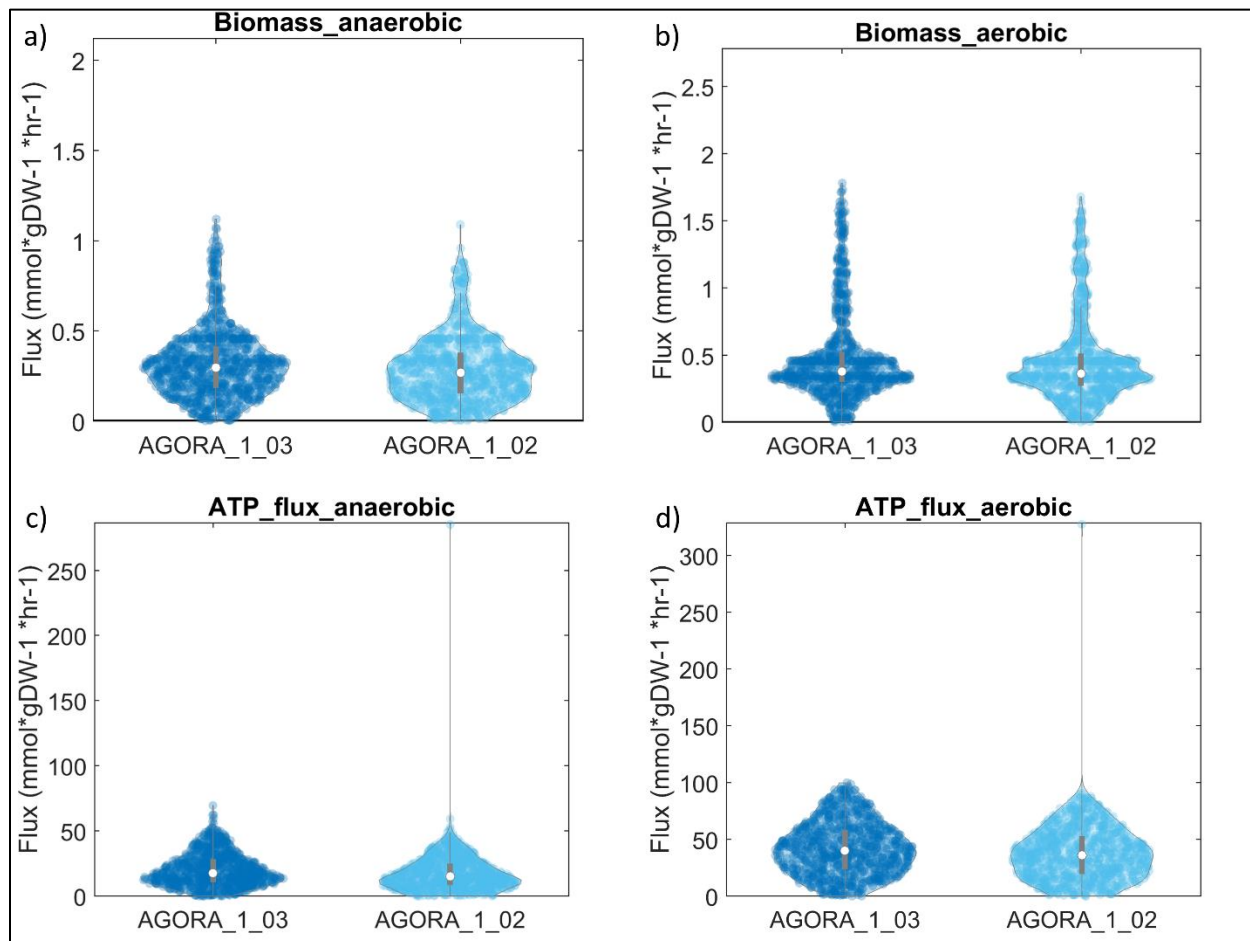 a)
Biomass_anaerobic
Flux (mmol*gDW-1 *hr-1)
2
1.5
1
0.5
0
AGORA_1_03 AGORA_1_02
b)
Biomass_aerobic
Flux (mmol*gDW-1 *hr-1)
2.5
2
1.5
1
0.5
0
AGORA_1_03 AGORA_1_02
c)
ATP_flux_anaerobic
Flux (mmol*gDW-1 *hr-1)
250
200
150
100
50
0
AGORA_1_03 AGORA_1_02
d)
ATP_flux_aerobic
Flux (mmol*gDW-1 *hr-1)
300
250
200
150
100
50
0
AGORA_1_03 AGORA_1_02